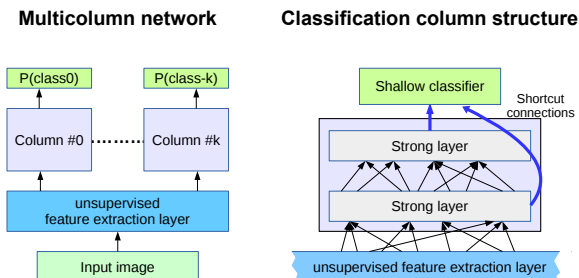 Multicolumn network
P(class0)
P(class-k)
Column #0
Column #k
unsupervised
feature extraction layer
Input image
Classification column structure
Shallow classifier
Shortcut
connections
Strong layer
Strong layer
unsupervised feature extraction layer